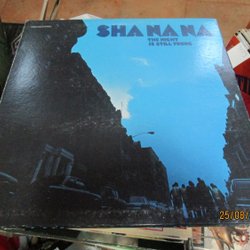 SHA NA NA
THE NIGHT
IS STILL YOUNG
25/08/